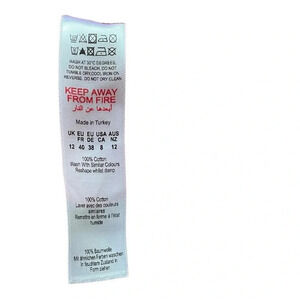 WASH AT 30°C DEGREES.
DO NOT BLEACH, DO NOT
TUMBLE DRY,COOL IRON ON
REVERSE. DO NOT DRY CLEAN
KEEP AWAY
FROM FIRE
أبعدها عن النار
Made in Turkey
UK EU EU USA AUS
FR DE CA NZ
12 40 38 8 12
100% Cotton
Wash With Similar Colours
Reshape whilst damp
100% Cotton
Laver avec des couleurs
similaires
Remettre en forme à l'état
humide
100% Baumwolle
Mit ähnlichen Farben waschen
in feuchtem Zustand in
Form ziehen